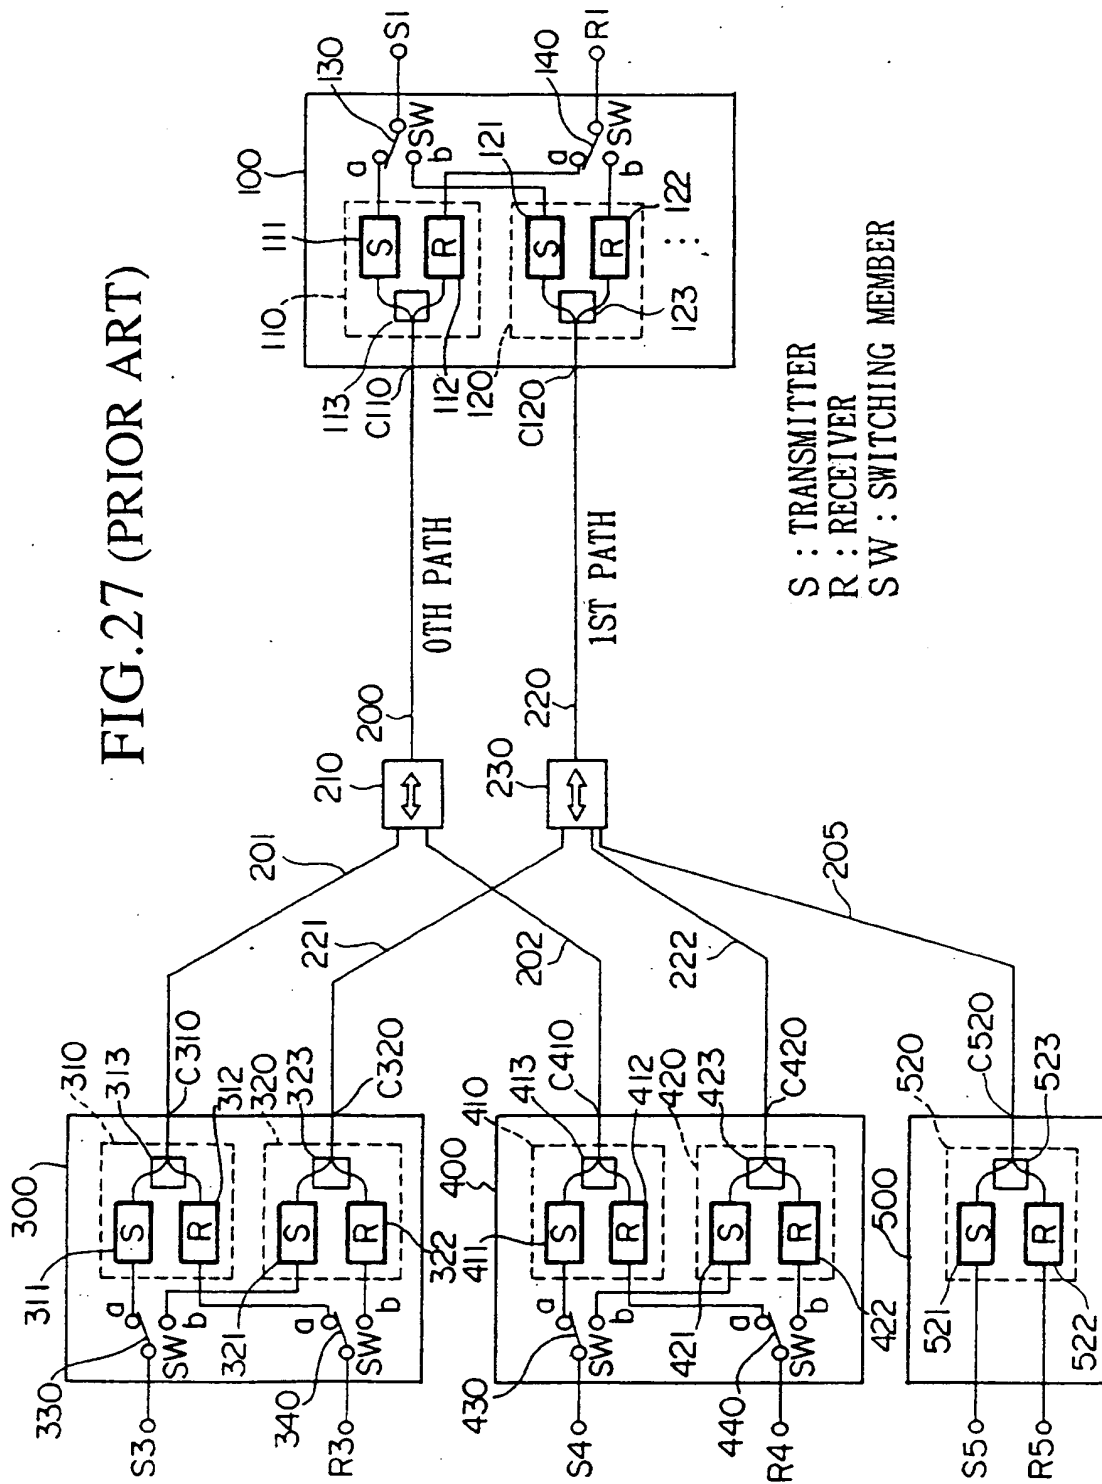 FIG.27 (PRIOR ART)
300
311
310
313
C310
312
330
S3
a
SW
b
S
R
320
323
C320
321
322
340
R3
a
SW
b
S
R
400
411
410
413
C410
412
430
S4
a
SW
b
S
R
420
423
C420
421
422
440
R4
a
SW
b
S
R
500
520
C520
523
521
522
S5
R5
S
R
201
221
202
222
205
210
200
0TH PATH
230
220
1ST PATH
100
110
111
113
C110
112
S
R
a
SW
b
130
S1
120
C120
121
122
123
S
R
a
b
140
R1
S : TRANSMITTER
R : RECEIVER
SW : SWITCHING MEMBER